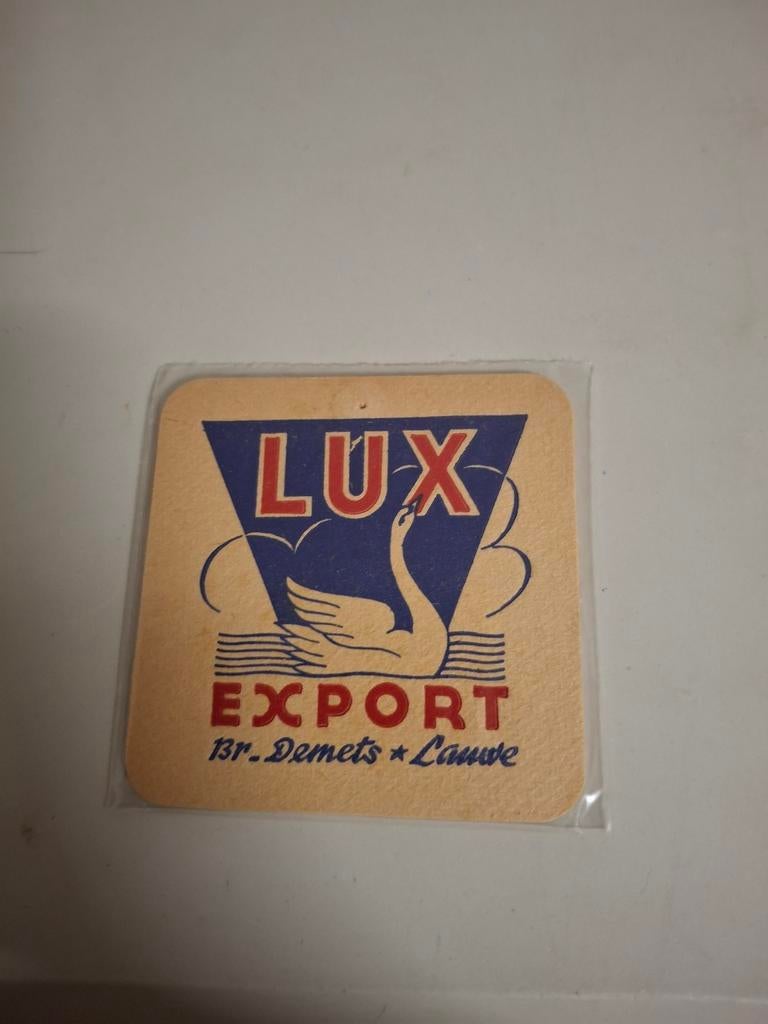 LUX
EXPORT
Br. Demets ★ Lauwe